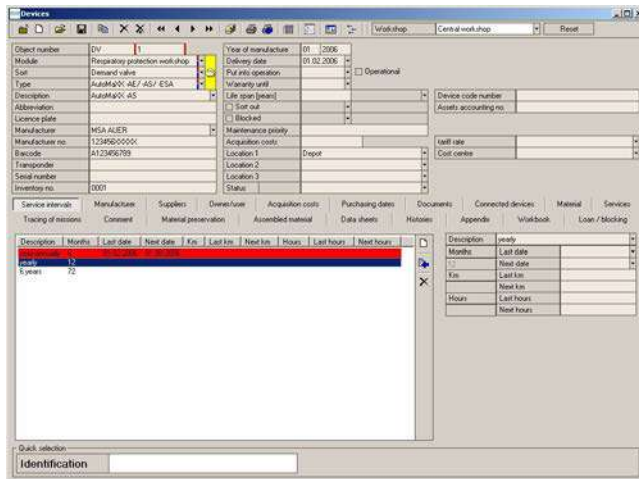 Devices
Workshop Central workshop Reset
Object number DV 1
Module Respiratory protection workshop
Sort Demand valve
Type AutoMaXX -AE/ -AS/ -ESA
Description AutoMaXX -AS
Abbreviation
Licence plate
Manufacturer MSA AUER
Manufacturer no.
Barcode A123456789
Transponder
Serial number
Inventory no. 0001
Year of manufacture 01 2006
Delivery date 01.02.2006
Put into operation Operational
Warranty until
Life span [years]
Sort out
Blocked
Maintenance priority
Acquisition costs
Location 1 Depot
Location 2
Location 3
Status
Device code number
Assets accounting no.
tariff rate
Cost centre
Service intervals Manufacturer Suppliers Owner/user Acquisition costs Purchasing dates Documents Connected devices Material Services
Tracing of missions Comment Material preservation Assembled material Data sheets Histories Appendix Workbook Loan / blocking
Description Months Last date Next date Km Last km Next km Hours Last hours Next hours
yearly 12
6 years 72
Description yearly
Months Last date
12 Next date
Km Last km
Next km
Hours Last hours
Next hours
Quick selection
Identification